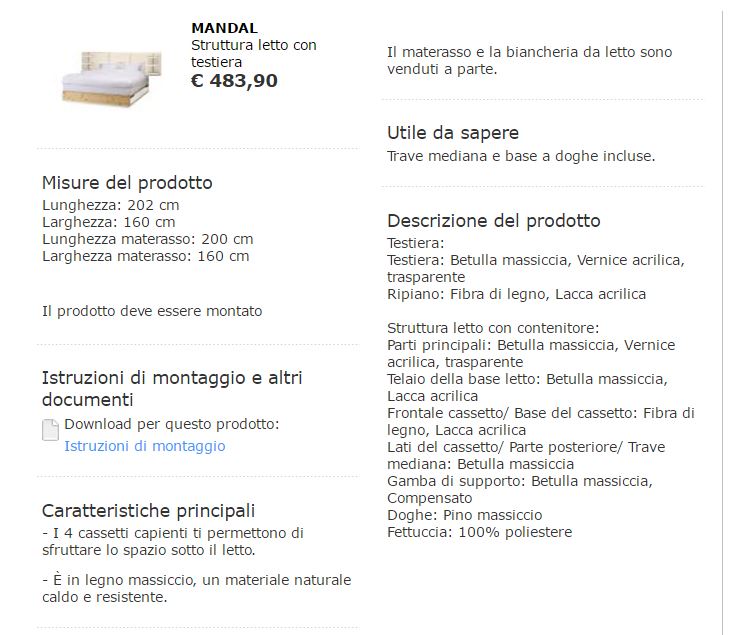 MANDAL
Struttura letto con
testiera
€ 483,90
Misure del prodotto
Lunghezza: 202 cm
Larghezza: 160 cm
Lunghezza materasso: 200 cm
Larghezza materasso: 160 cm
Il prodotto deve essere montato
Istruzioni di montaggio e altri
documenti
Download per questo prodotto:
Istruzioni di montaggio
Caratteristiche principali
- I 4 cassetti capienti ti permettono di
sfruttare lo spazio sotto il letto.
- È in legno massiccio, un materiale naturale
caldo e resistente.
Il materasso e la biancheria da letto sono
venduti a parte.
Utile da sapere
Trave mediana e base a doghe incluse.
Descrizione del prodotto
Testiera:
Testiera: Betulla massiccia, Vernice acrilica,
trasparente
Ripiano: Fibra di legno, Lacca acrilica
Struttura letto con contenitore:
Parti principali: Betulla massiccia, Vernice
acrilica, trasparente
Telaio della base letto: Betulla massiccia,
Lacca acrilica
Frontale cassetto/ Base del cassetto: Fibra di
legno, Lacca acrilica
Lati del cassetto/ Parte posteriore/ Trave
mediana: Betulla massiccia
Gamba di supporto: Betulla massiccia,
Compensato
Doghe: Pino massiccio
Fettuccia: 100% poliestere